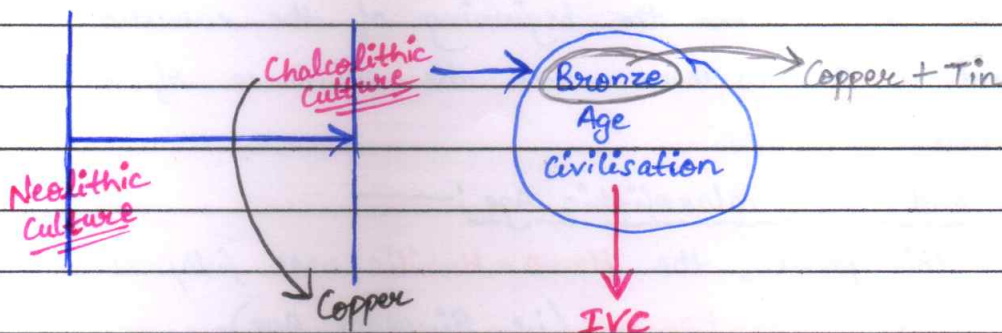 Chalcolithic
Culture
Bronze
Age
Civilisation
Copper + Tin
Neolithic
Culture
Copper
IVC